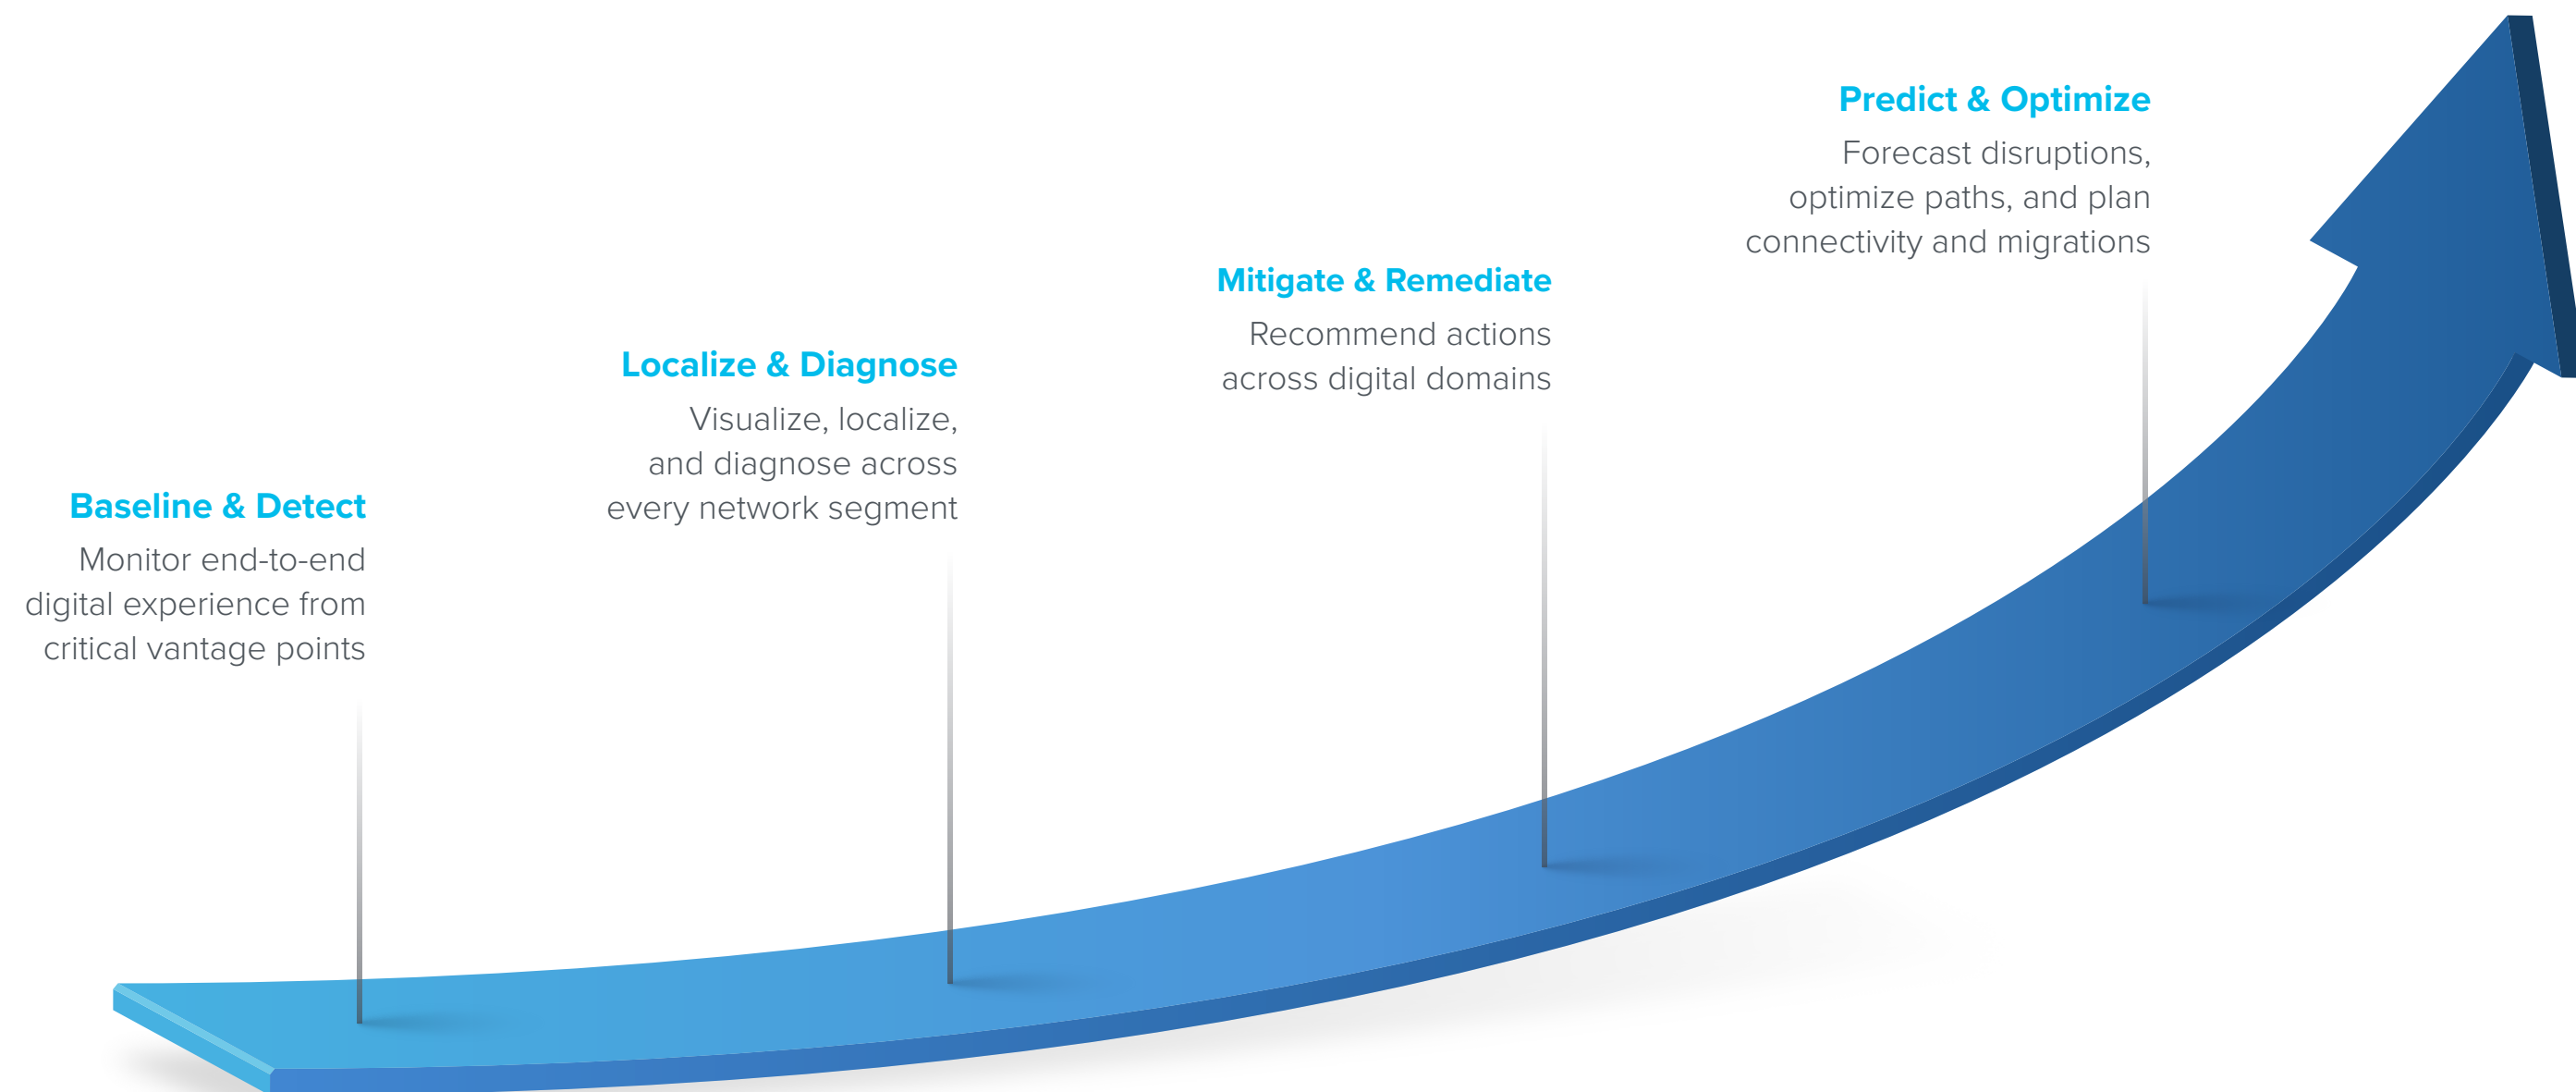 Baseline & Detect
Monitor end-to-end
digital experience from
critical vantage points
Localize & Diagnose
Visualize, localize,
and diagnose across
every network segment
Mitigate & Remediate
Recommend actions
across digital domains
Predict & Optimize
Forecast disruptions,
optimize paths, and plan
connectivity and migrations